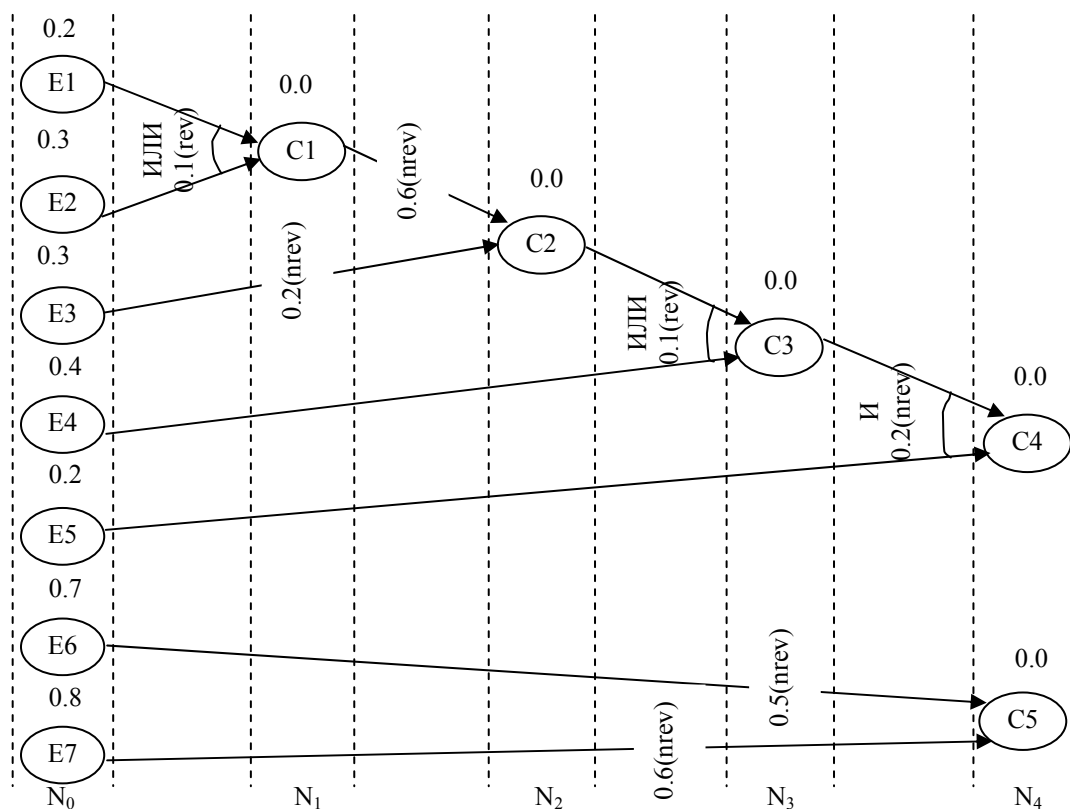 0.2
E1
0.0
0.3
ИЛИ
0.1(rev)
C1
0.6(nrev)
0.0
E2
0.3
0.2(nrev)
C2
0.0
E3
ИЛИ
0.1(rev)
C3
0.4
0.0
E4
И
0.2(nrev)
C4
0.2
E5
0.7
E6
0.5(nrev)
0.0
0.8
C5
E7
0.6(nrev)
N₀
N₁
N₂
N₃
N₄